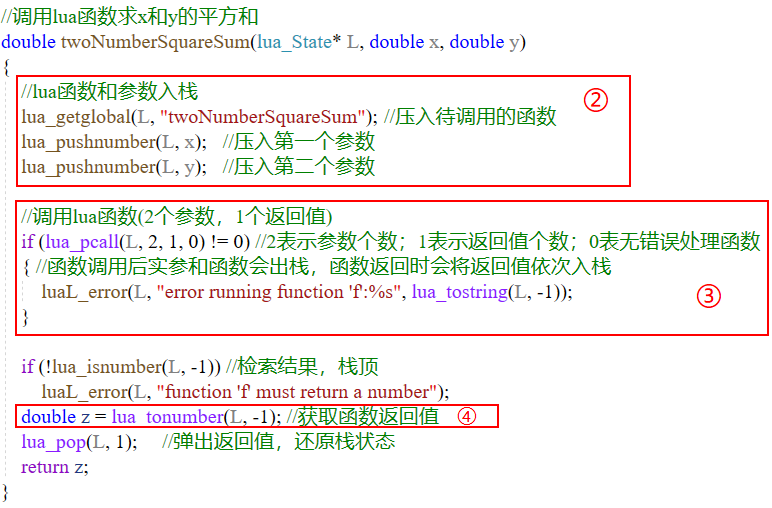 //调用lua函数求x和y的平方和
double twoNumberSquareSum(lua_State* L, double x, double y)
{
//lua函数和参数入栈
lua_getglobal(L, "twoNumberSquareSum"); //压入待调用的函数 ②
lua_pushnumber(L, x); //压入第一个参数
lua_pushnumber(L, y); //压入第二个参数
//调用lua函数(2个参数，1个返回值)
if (lua_pcall(L, 2, 1, 0) != 0) //2表示参数个数；1表示返回值个数；0表无错误处理函数
{ //函数调用后实参和函数会出栈，函数返回时会将返回值依次入栈
luaL_error(L, "error running function 'f':%s", lua_tostring(L, -1)); ③
}
if (!lua_isnumber(L, -1)) //检索结果，栈顶
luaL_error(L, "function 'f' must return a number");
double z = lua_tonumber(L, -1); //获取函数返回值 ④
lua_pop(L, 1); //弹出返回值，还原栈状态
return z;
}